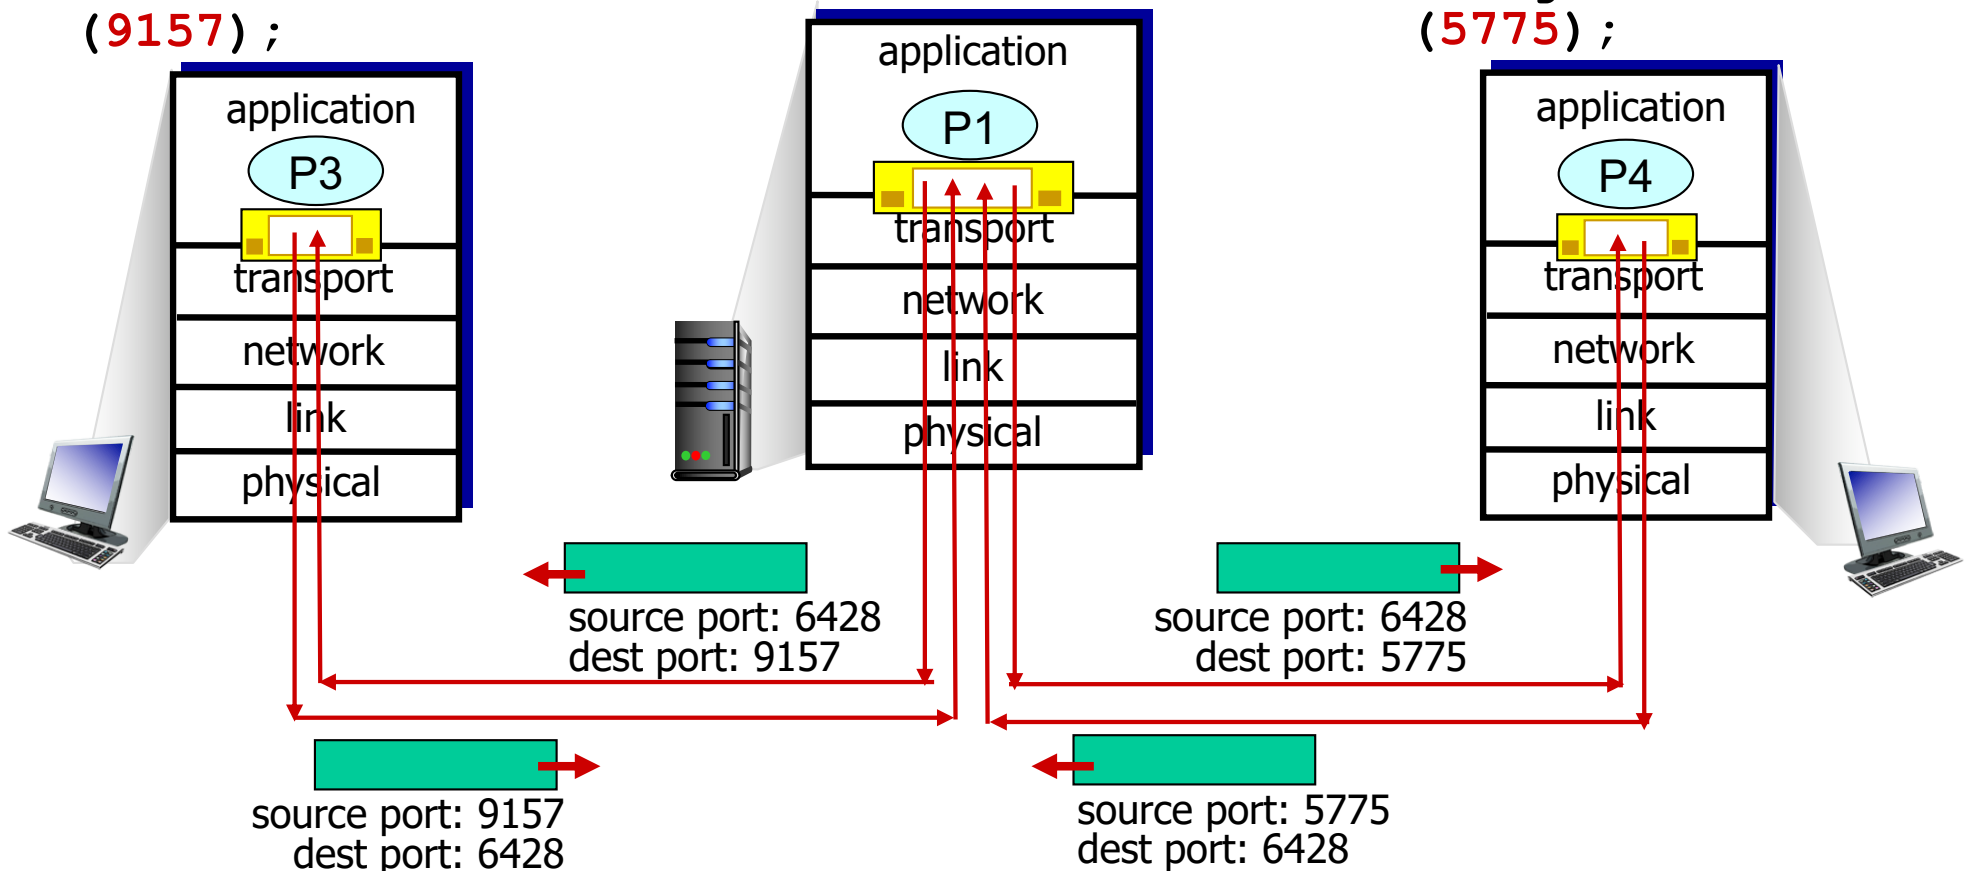 (9157);
application
P3
transport
network
link
physical
application
P1
transport
network
link
physical
(5775);
application
P4
transport
network
link
physical
source port: 6428
dest port: 9157
source port: 6428
dest port: 5775
source port: 9157
dest port: 6428
source port: 5775
dest port: 6428